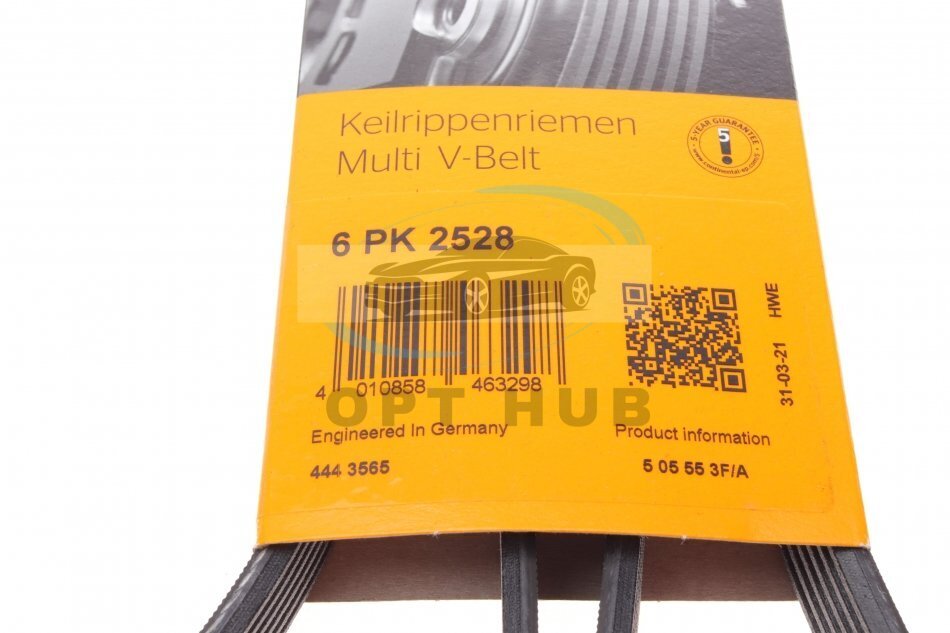 Keilrippenriemen
Multi V-Belt
5-YEAR GUARANTEE
5
www.continental-ep.com/5
6 PK 2528
4 010858 463298
31-03-21 HWE
OPT HUB
Engineered In Germany
Product information
444 3565
5 05 55 3F/A